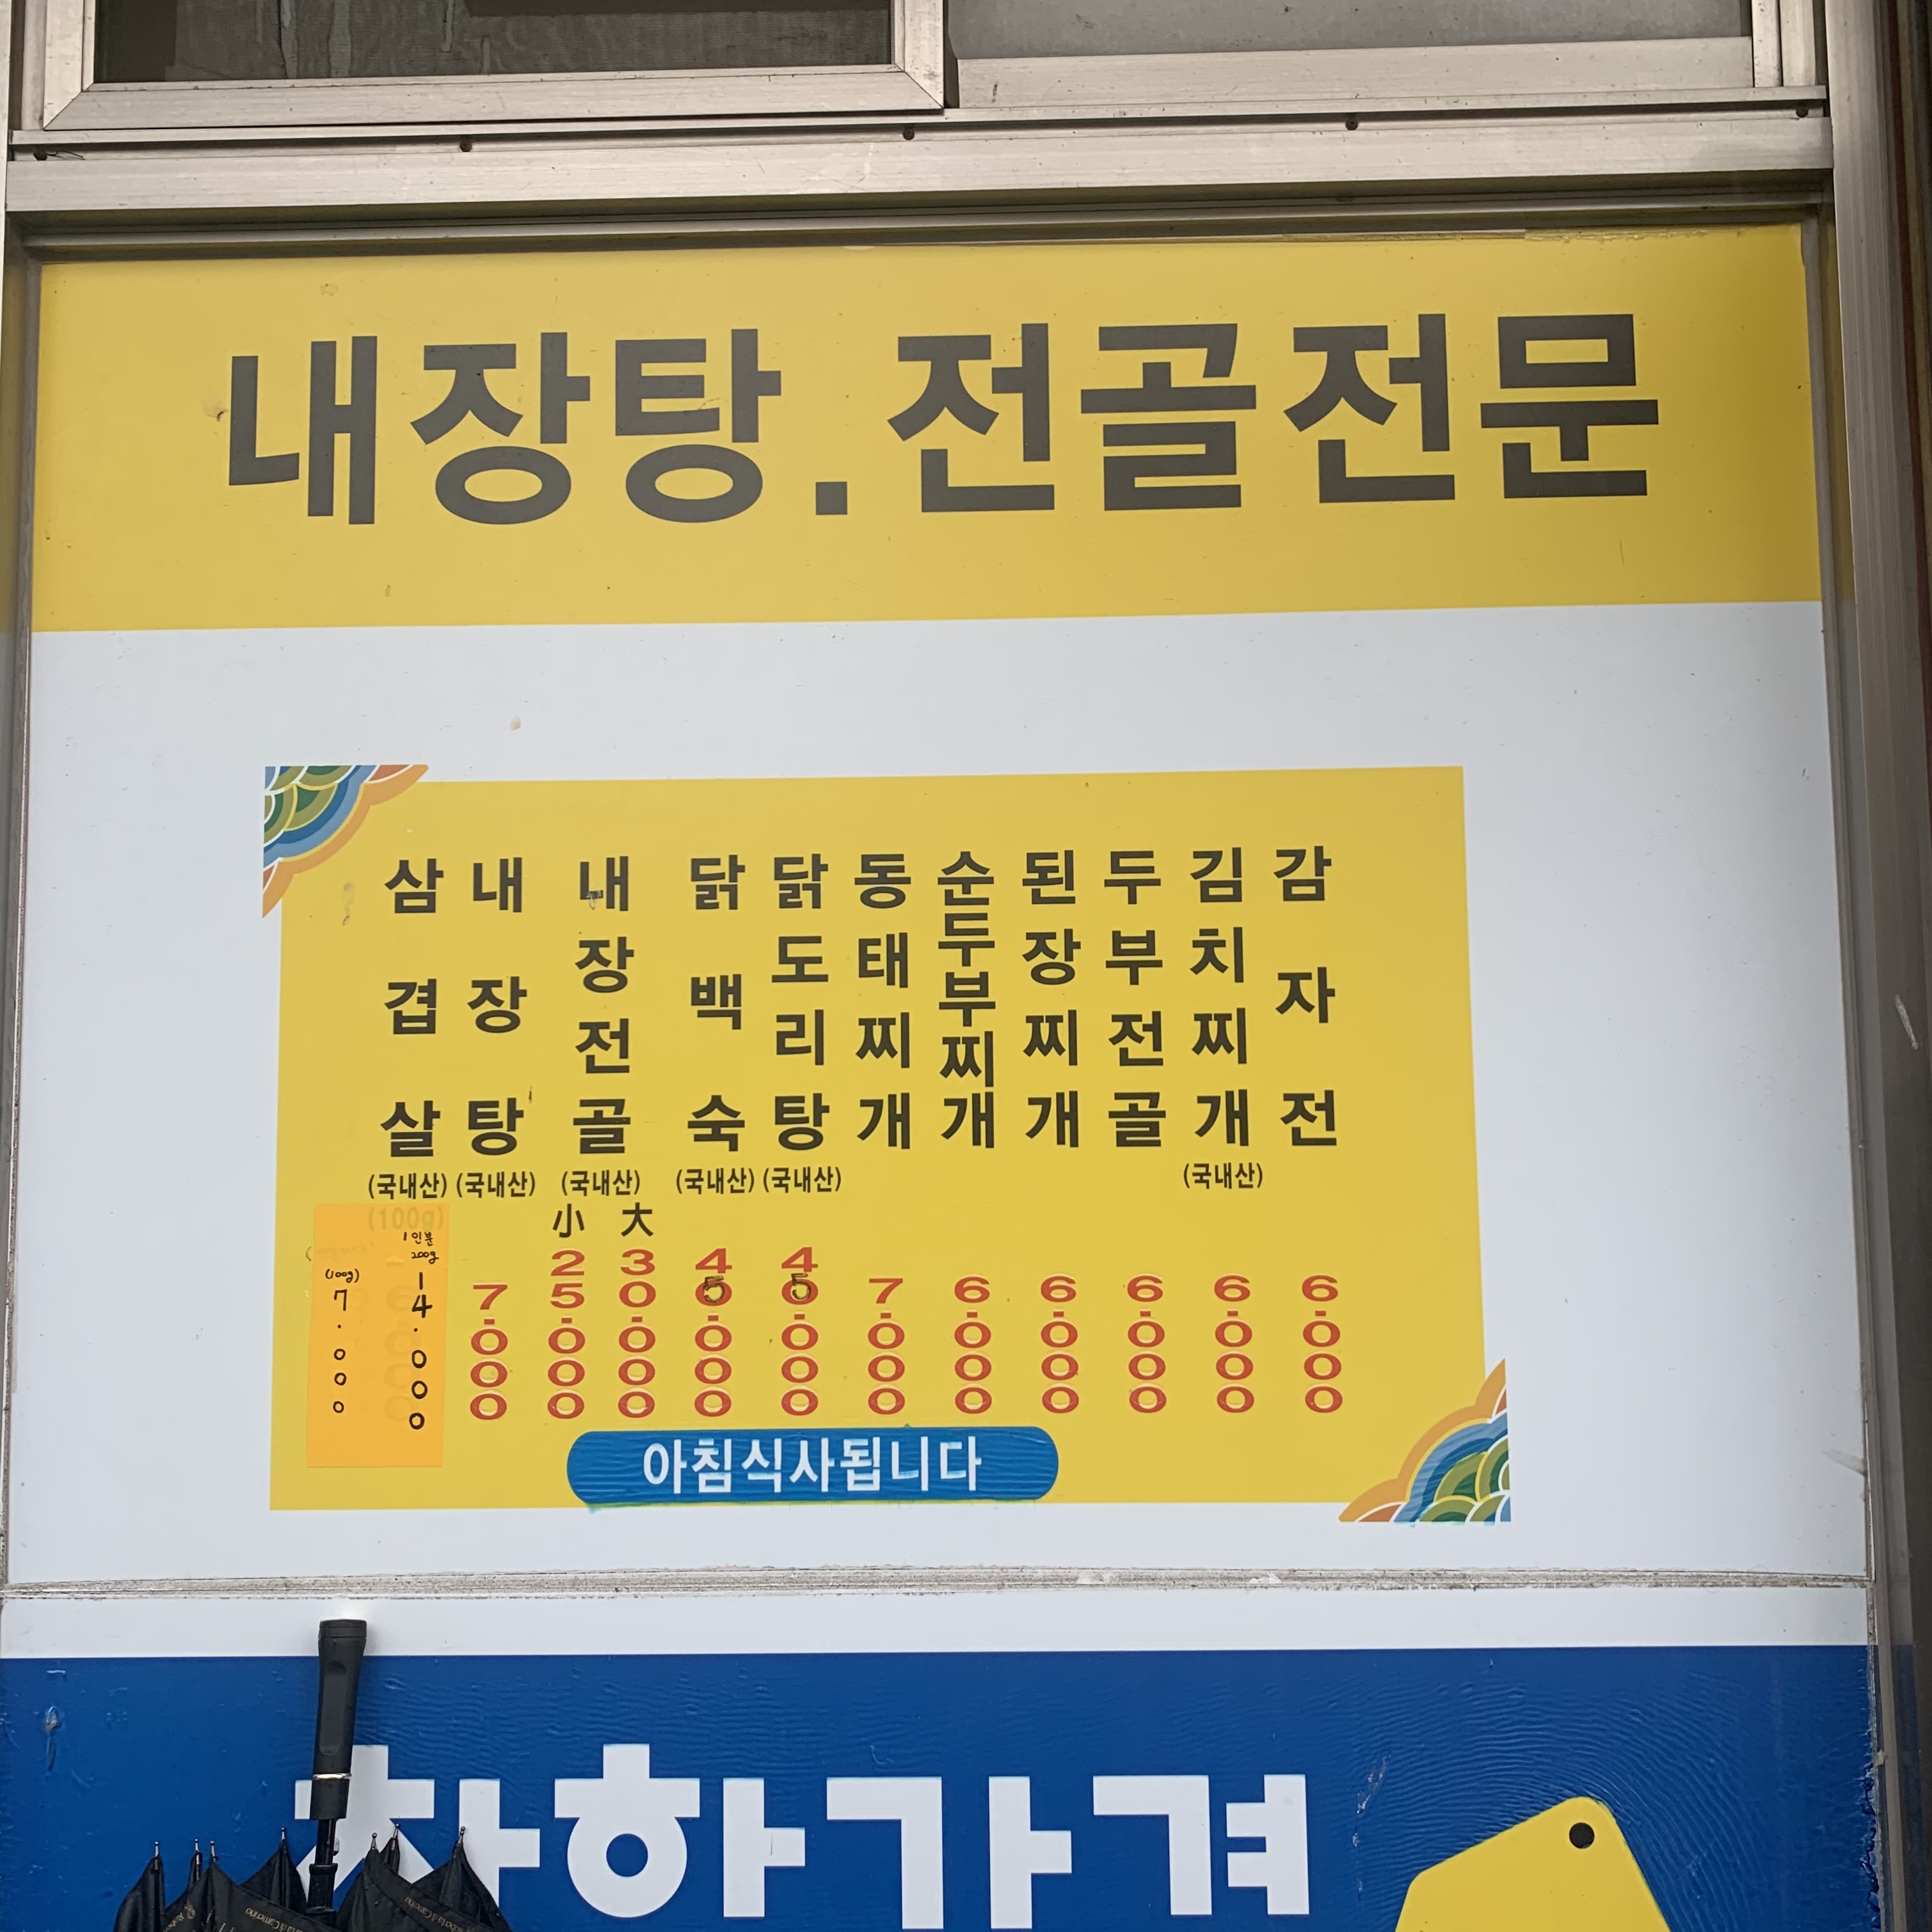 내장탕.전골전문
삼겹살
(국내산)
(100g)
1인분
200g
14.000
(100g)
7.000
내장탕
(국내산)
7.000
내장전골
(국내산)
小 大
25.000
30.000
닭백숙
(국내산)
45.000
닭도리탕
(국내산)
45.000
동태찌개
7.000
순두부찌개
6.000
된장찌개
6.000
두부전골
6.000
김치찌개
(국내산)
6.000
감자전
6.000
아침식사됩니다